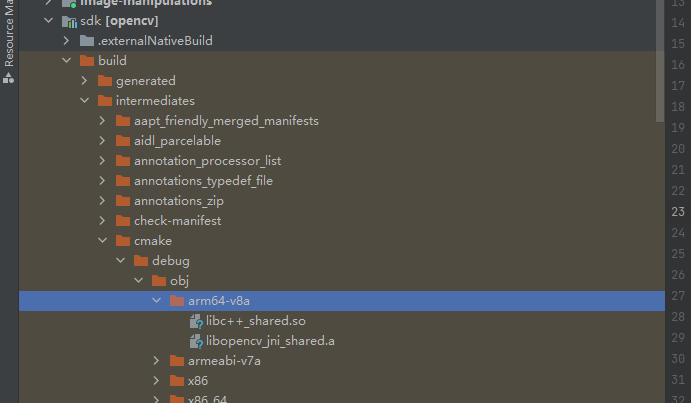 Resource Ma
image-manipulations
sdk [opencv]
.externalNativeBuild
build
generated
intermediates
aapt_friendly_merged_manifests
aidl_parcelable
annotation_processor_list
annotations_typedef_file
annotations_zip
check-manifest
cmake
debug
obj
arm64-v8a
libc++_shared.so
libopencv_jni_shared.a
armeabi-v7a
x86
x86_64
13
14
15
16
17
18
19
20
21
22
23
24
25
26
27
28
29
30
31
32